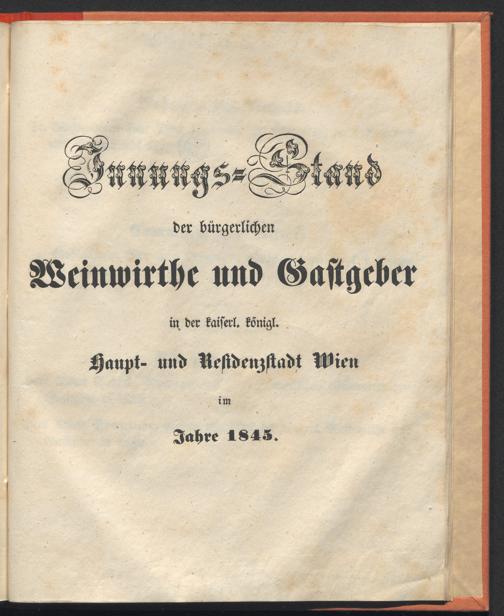 Innungs-Stand
der bürgerlichen
Weinwirthe und Gastgeber
in der kaiserl. königl.
Haupt- und Residenzstadt Wien
im
Jahre 1845.